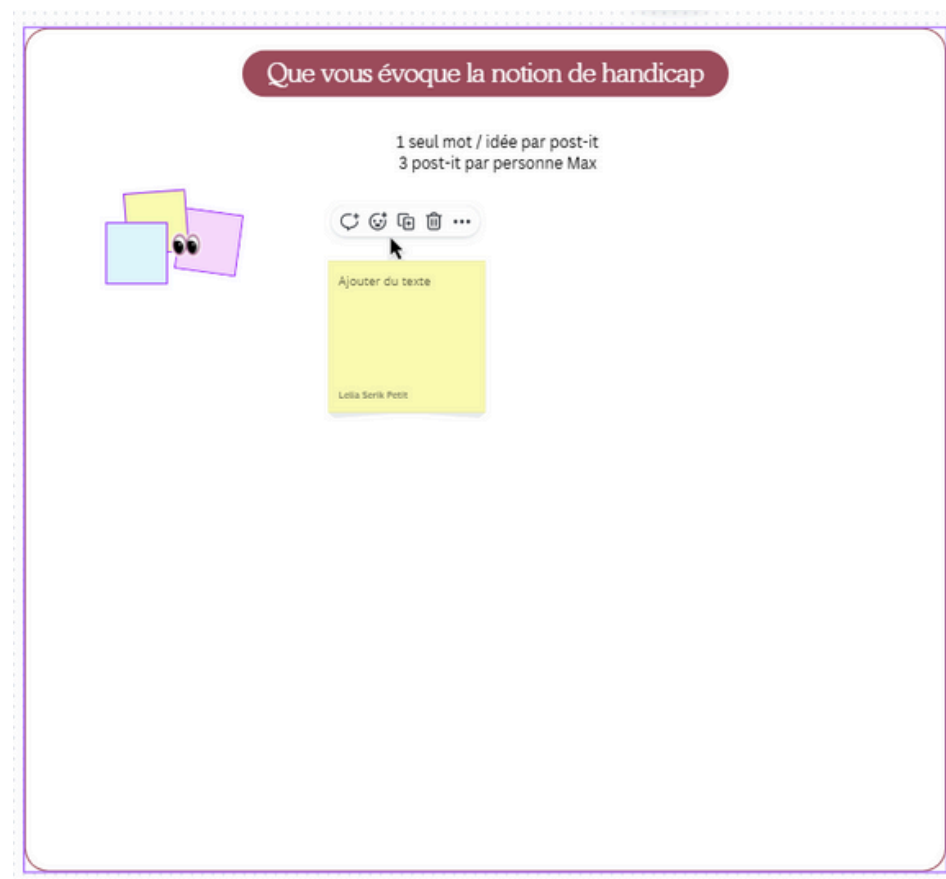 Que vous évoque la notion de handicap
1 seul mot / idée par post-it
3 post-it par personne Max
Ajouter du texte
Lelia Serik Petit